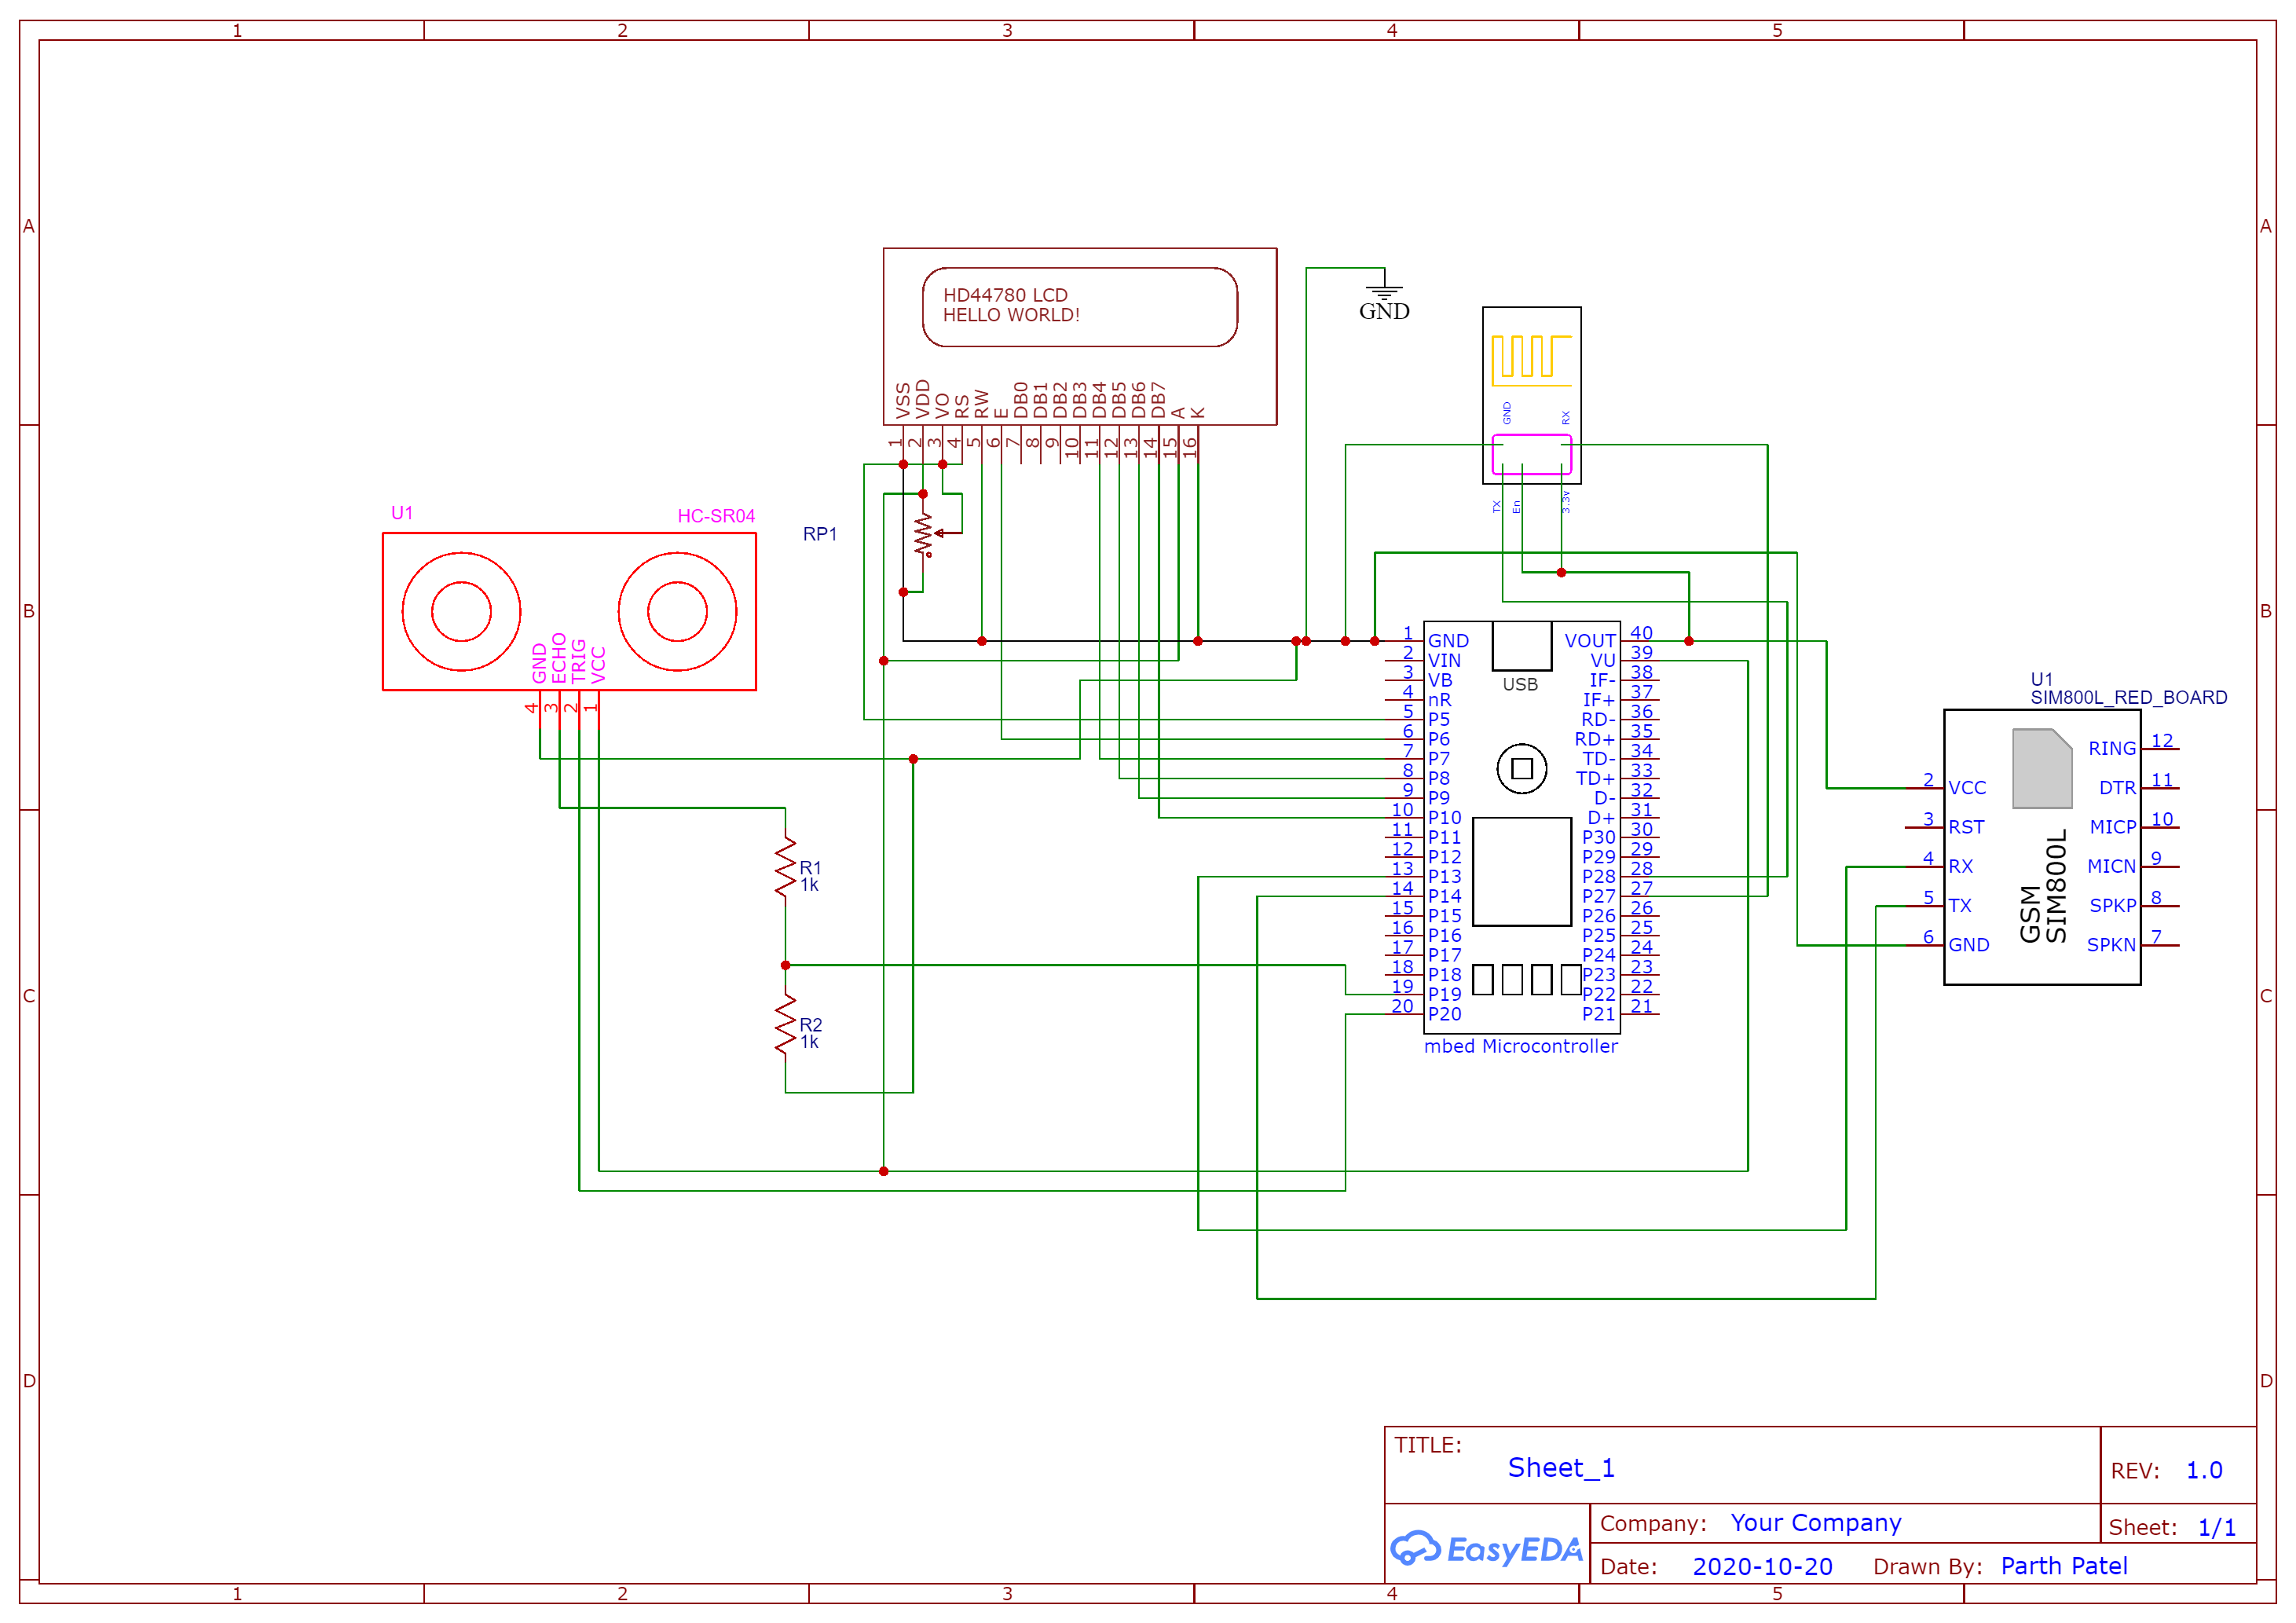 1 2 3 4 5
A A
HD44780 LCD
HELLO WORLD!
GND
VSS VDD VO RS RW E DB0 DB1 DB2 DB3 DB4 DB5 DB6 DB7 A K
1 2 3 4 5 6 7 8 9 10 11 12 13 14 15 16
GND RX
TX En 3.3v
U1 HC-SR04
RP1
B B
GND ECHO TRIG VCC
4 3 2 1
1 GND VOUT 40
2 VIN VU 39
3 VB IF- 38
4 nR IF+ 37
5 P5 RD- 36
6 P6 RD+ 35
7 P7 TD- 34
8 P8 TD+ 33
9 P9 D- 32
10 P10 D+ 31
11 P11 P30 30
12 P12 P29 29
13 P13 P28 28
14 P14 P27 27
15 P15 P26 26
16 P16 P25 25
17 P17 P24 24
18 P18 P23 23
19 P19 P22 22
20 P20 P21 21
USB
mbed Microcontroller
U1
SIM800L_RED_BOARD
RING 12
2 VCC DTR 11
3 RST MICP 10
4 RX MICN 9
5 TX SPKP 8
6 GND SPKN 7
GSM
SIM800L
R1
1k
R2
1k
C C
D D
TITLE:
Sheet_1
REV: 1.0
EasyEDA
Company: Your Company
Sheet: 1/1
Date: 2020-10-20 Drawn By: Parth Patel
1 2 3 4 5